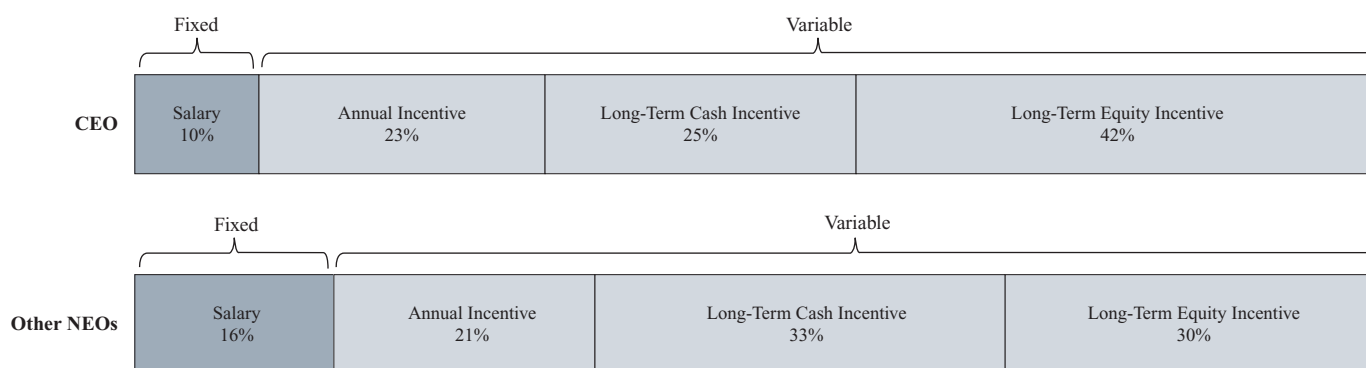 Fixed
Variable
CEO
Salary
10%
Annual Incentive
23%
Long-Term Cash Incentive
25%
Long-Term Equity Incentive
42%
Fixed
Variable
Other NEOs
Salary
16%
Annual Incentive
21%
Long-Term Cash Incentive
33%
Long-Term Equity Incentive
30%